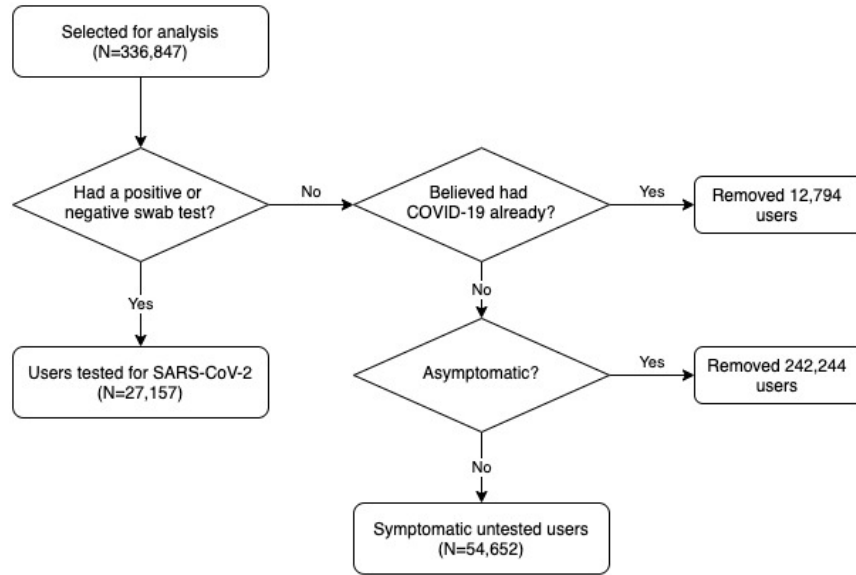 Selected for analysis
(N=336,847)
Had a positive or
negative swab test?
No
Believed had
COVID-19 already?
Yes
Removed 12,794
users
Yes
No
Users tested for SARS-CoV-2
(N=27,157)
Asymptomatic?
Yes
Removed 242,244
users
No
Symptomatic untested users
(N=54,652)